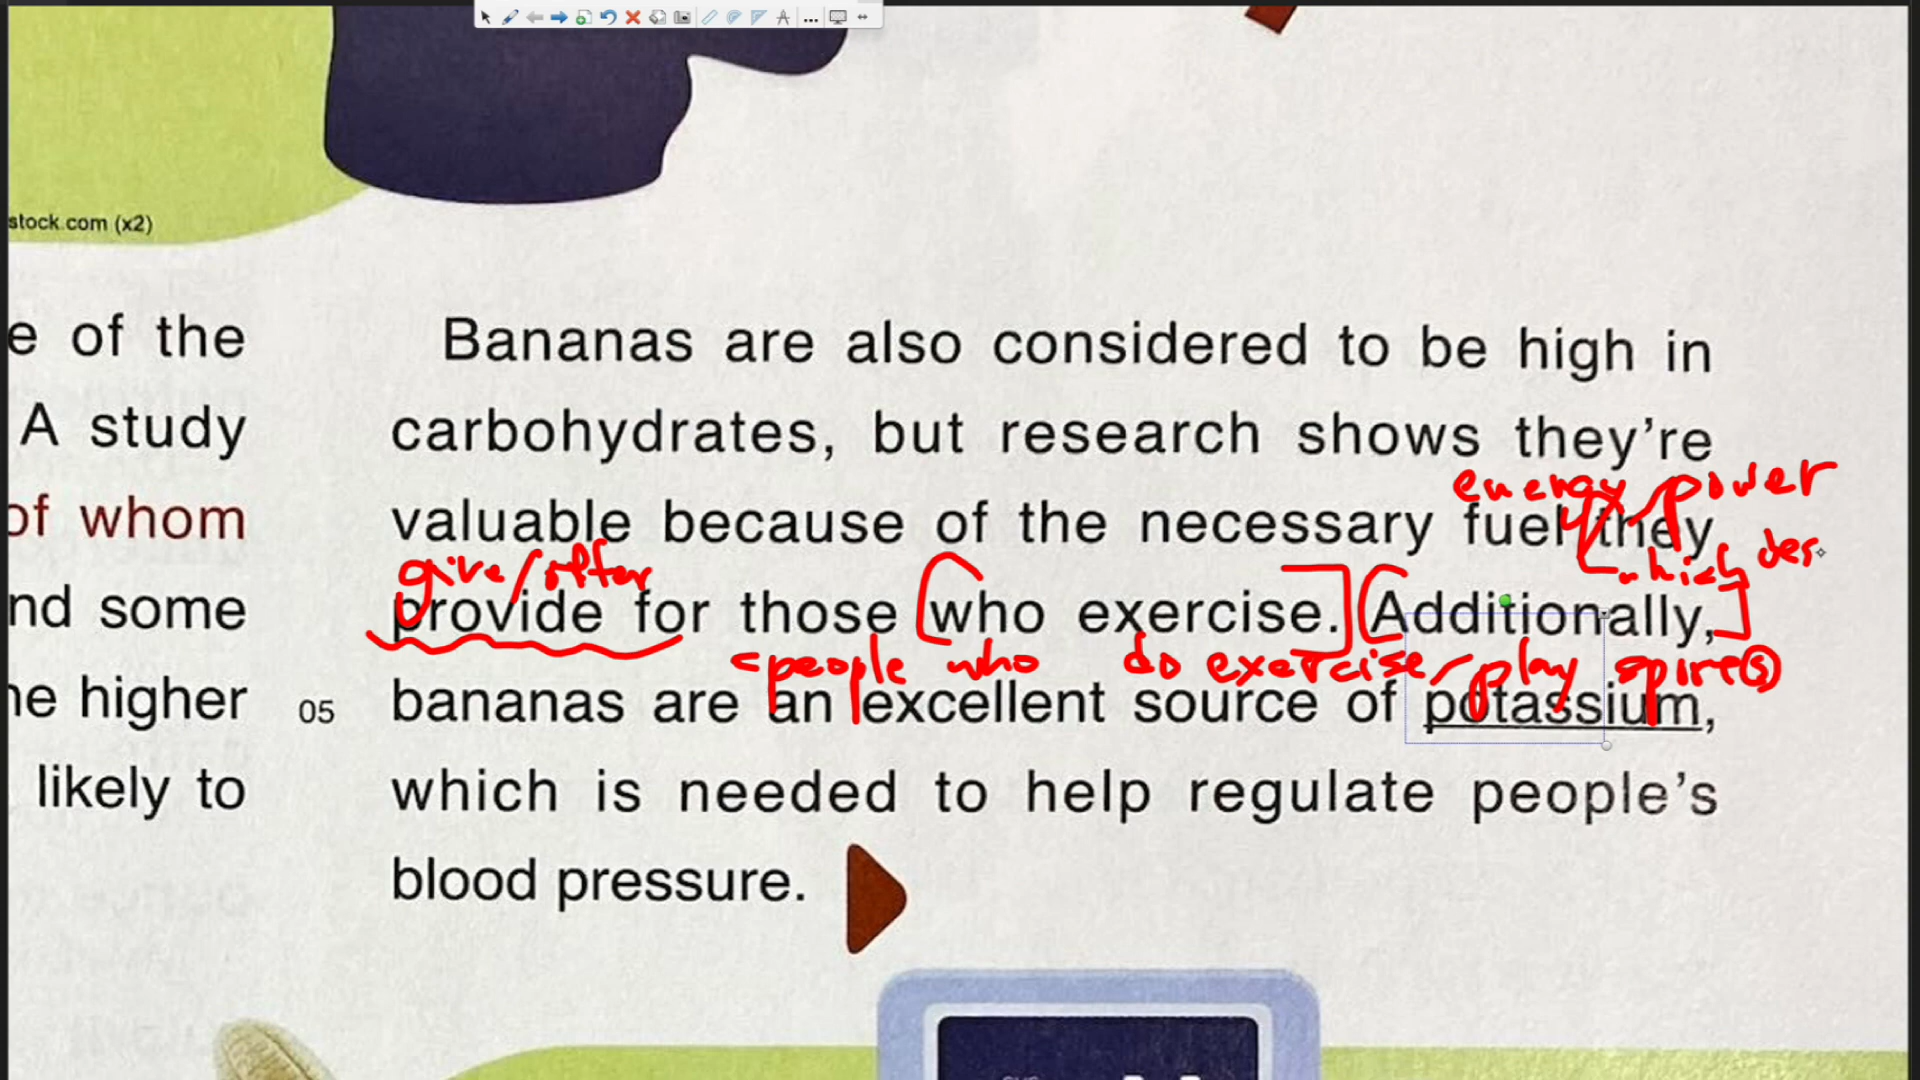 stock.com (x2)
e of the
A study
of whom
nd some
he higher
likely to
Bananas are also considered to be high in
carbohydrates, but research shows they're
energy/power
valuable because of the necessary fuel they
which
give/offer
provide for those who exercise. Additionally,
=people who do exercise/play
05
bananas are an excellent source of potassium,
which is needed to help regulate people's
blood pressure.